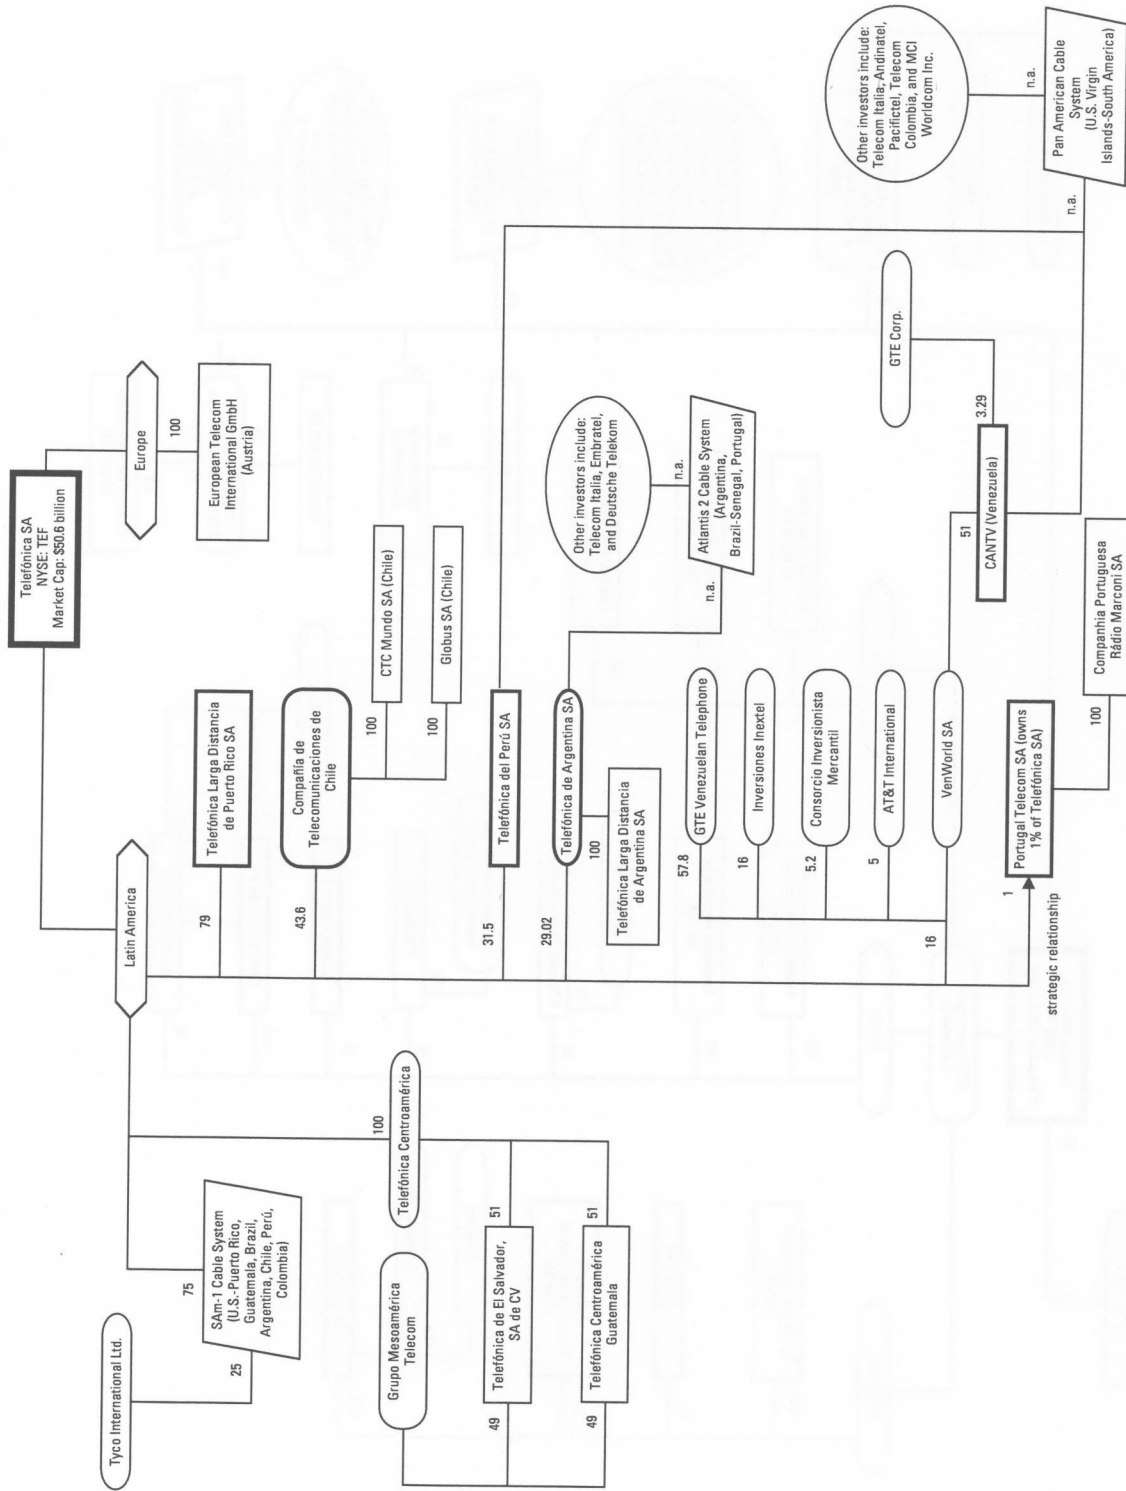 Telefónica SA
NYSE: TEF
Market Cap: $50.6 billion
Latin America
Europe
100
European Telecom
International GmbH
(Austria)
Tyco International Ltd.
25
75
SAm-1 Cable System
(U.S.-Puerto Rico,
Guatemala, Brazil,
Argentina, Chile, Perú,
Colombia)
100
Telefónica Centroamérica
Grupo Mesoamérica
Telecom
49
Telefónica de El Salvador,
SA de CV
51
49
Telefónica Centroamérica
Guatemala
51
79
Telefónica Larga Distancia
de Puerto Rico SA
43.6
Compañía de
Telecomunicaciones de
Chile
100
CTC Mundo SA (Chile)
100
Globus SA (Chile)
31.5
Telefónica del Perú SA
29.02
Telefónica de Argentina SA
100
Telefónica Larga Distancia
de Argentina SA
Other investors include:
Telecom Italia, Embratel,
and Deutsche Telekom
n.a.
n.a.
Atlantis 2 Cable System
(Argentina,
Brazil-Senegal, Portugal)
57.8
GTE Venezuelan Telephone
16
Inversiones Inextel
5.2
Consorcio Inversionista
Mercantil
5
AT&T International
16
VenWorld SA
51
CANTV (Venezuela)
3.29
GTE Corp.
strategic relationship
1
Portugal Telecom SA (owns
1% of Telefónica SA)
100
Companhia Portuguesa
Rádio Marconi SA
Other investors include:
Telecom Italia, Andinatel,
Pacifictel, Telecom
Colombia, and MCI
Worldcom Inc.
n.a.
n.a.
Pan American Cable
System
(U.S. Virgin
Islands-South America)